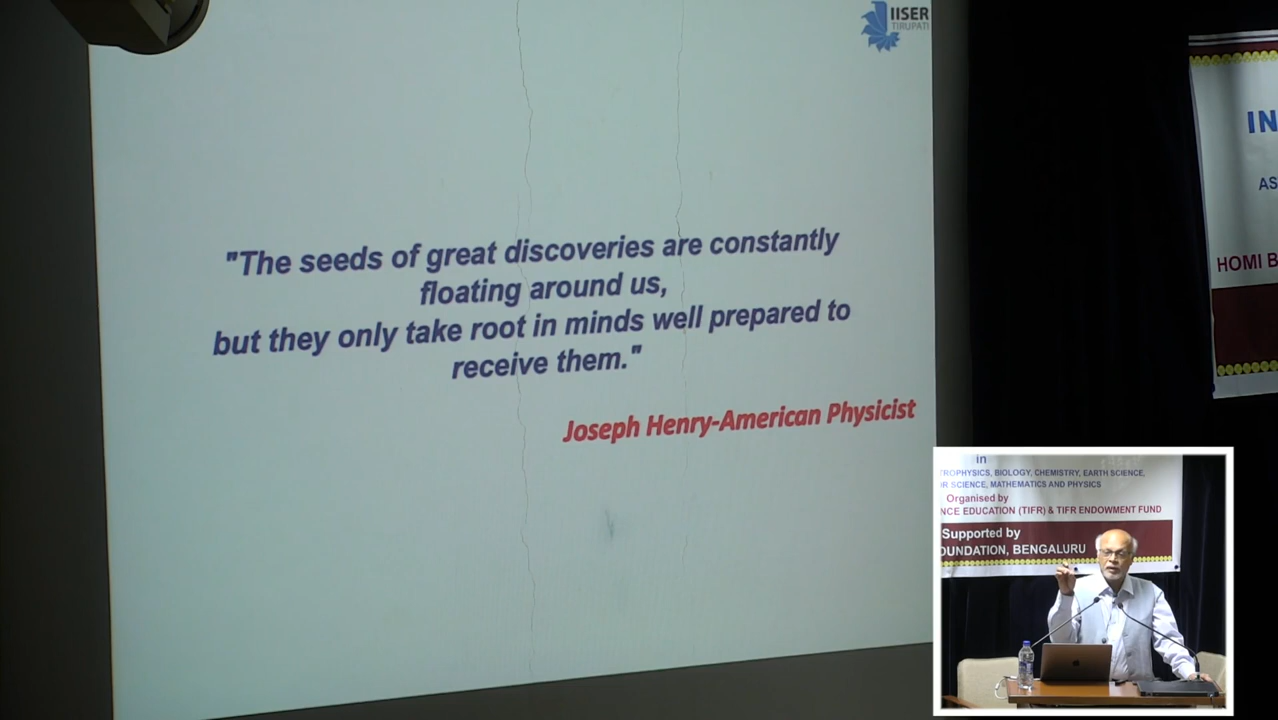 IISER
TIRUPATI
"The seeds of great discoveries are constantly
floating around us,
but they only take root in minds well prepared to
receive them."
Joseph Henry-American Physicist
IN
AS
HOMI B
in
TROPHYSICS, BIOLOGY, CHEMISTRY, EARTH SCIENCE,
R SCIENCE, MATHEMATICS AND PHYSICS
Organised by
NCE EDUCATION (TIFR) & TIFR ENDOWMENT FUND
Supported by
OUNDATION, BENGALURU